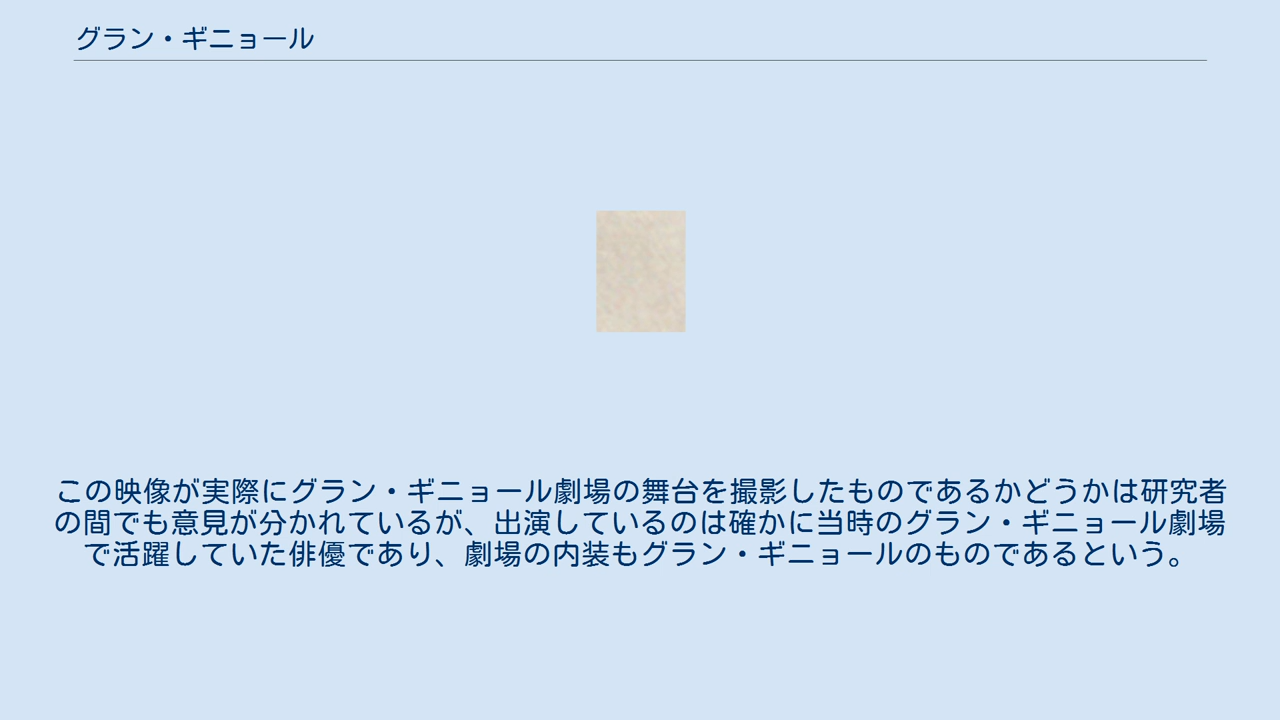 グラン・ギニョール
この映像が実際にグラン・ギニョール劇場の舞台を撮影したものであるかどうかは研究者
の間でも意見が分かれているが、出演しているのは確かに当時のグラン・ギニョール劇場
で活躍していた俳優であり、劇場の内装もグラン・ギニョールのものであるという。